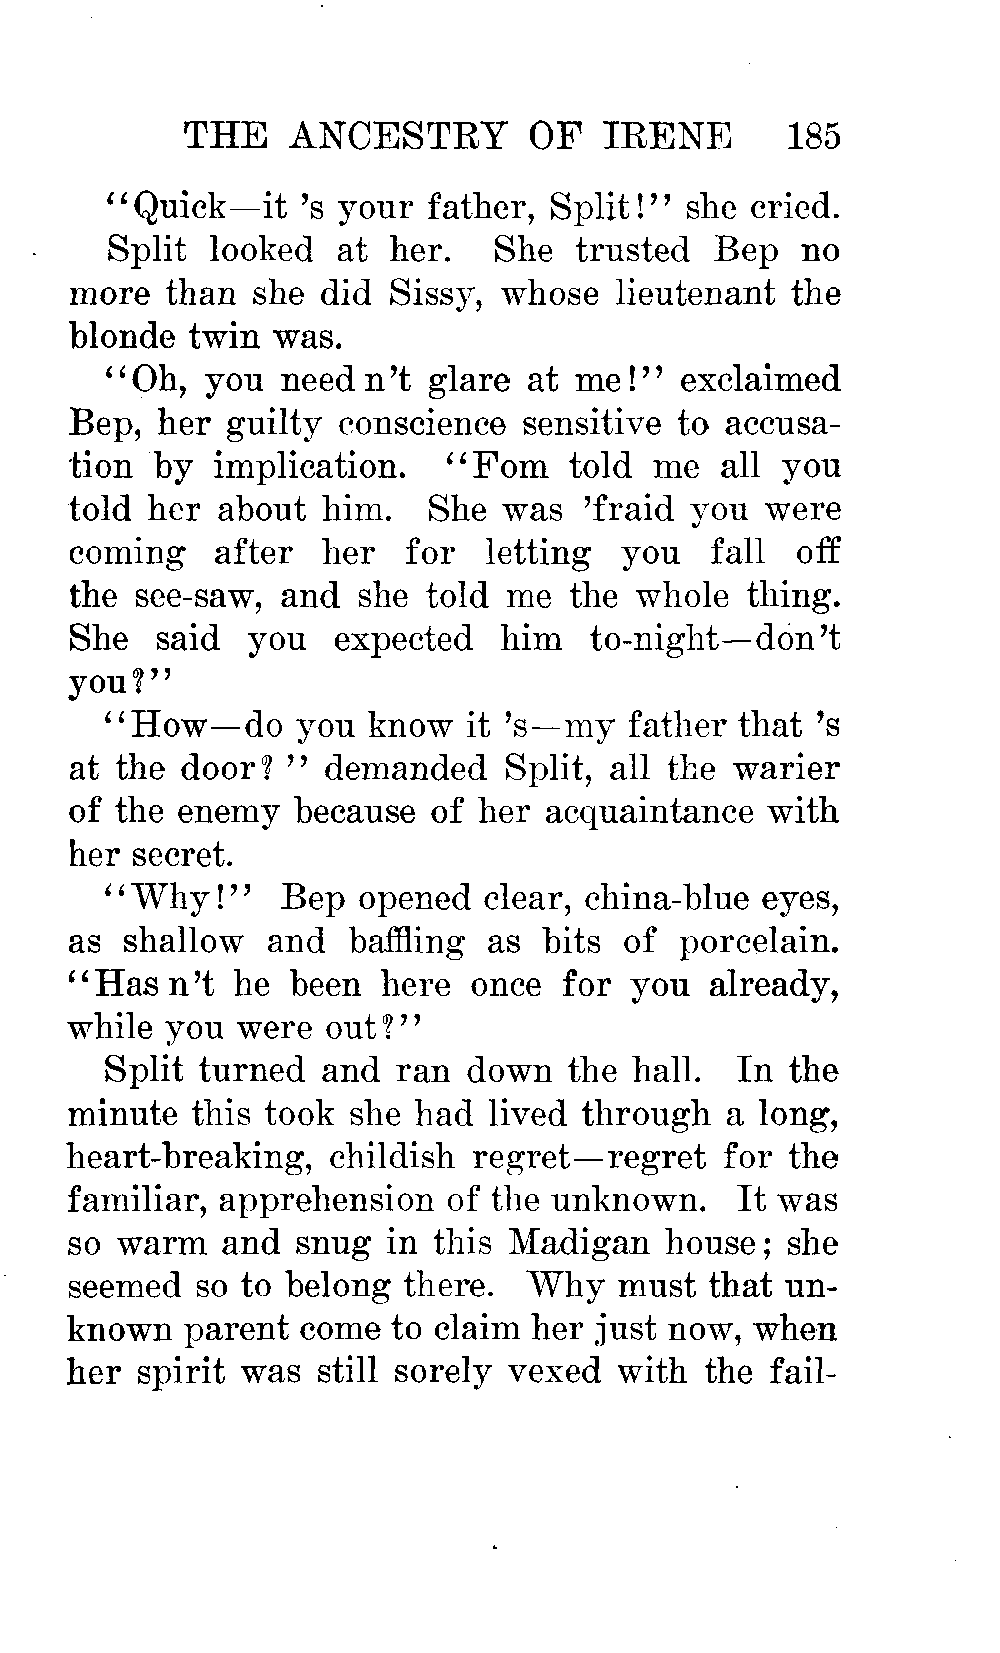 THE ANCESTRY OF IRENE 185
“Quick—it ’s your father, Split!” she cried.
Split looked at her. She trusted Bep no
more than she did Sissy, whose lieutenant the
blonde twin was.
“Oh, you need n’t glare at me!” exclaimed
Bep, her guilty conscience sensitive to accusa-
tion by implication. “Fom told me all you
told her about him. She was ’fraid you were
coming after her for letting you fall off
the see-saw, and she told me the whole thing.
She said you expected him to-night—don’t
you?”
“How—do you know it ’s—my father that ’s
at the door? ” demanded Split, all the warier
of the enemy because of her acquaintance with
her secret.
“Why!” Bep opened clear, china-blue eyes,
as shallow and baffling as bits of porcelain.
“Has n’t he been here once for you already,
while you were out?”
Split turned and ran down the hall. In the
minute this took she had lived through a long,
heart-breaking, childish regret—regret for the
familiar, apprehension of the unknown. It was
so warm and snug in this Madigan house; she
seemed so to belong there. Why must that un-
known parent come to claim her just now, when
her spirit was still sorely vexed with the fail-